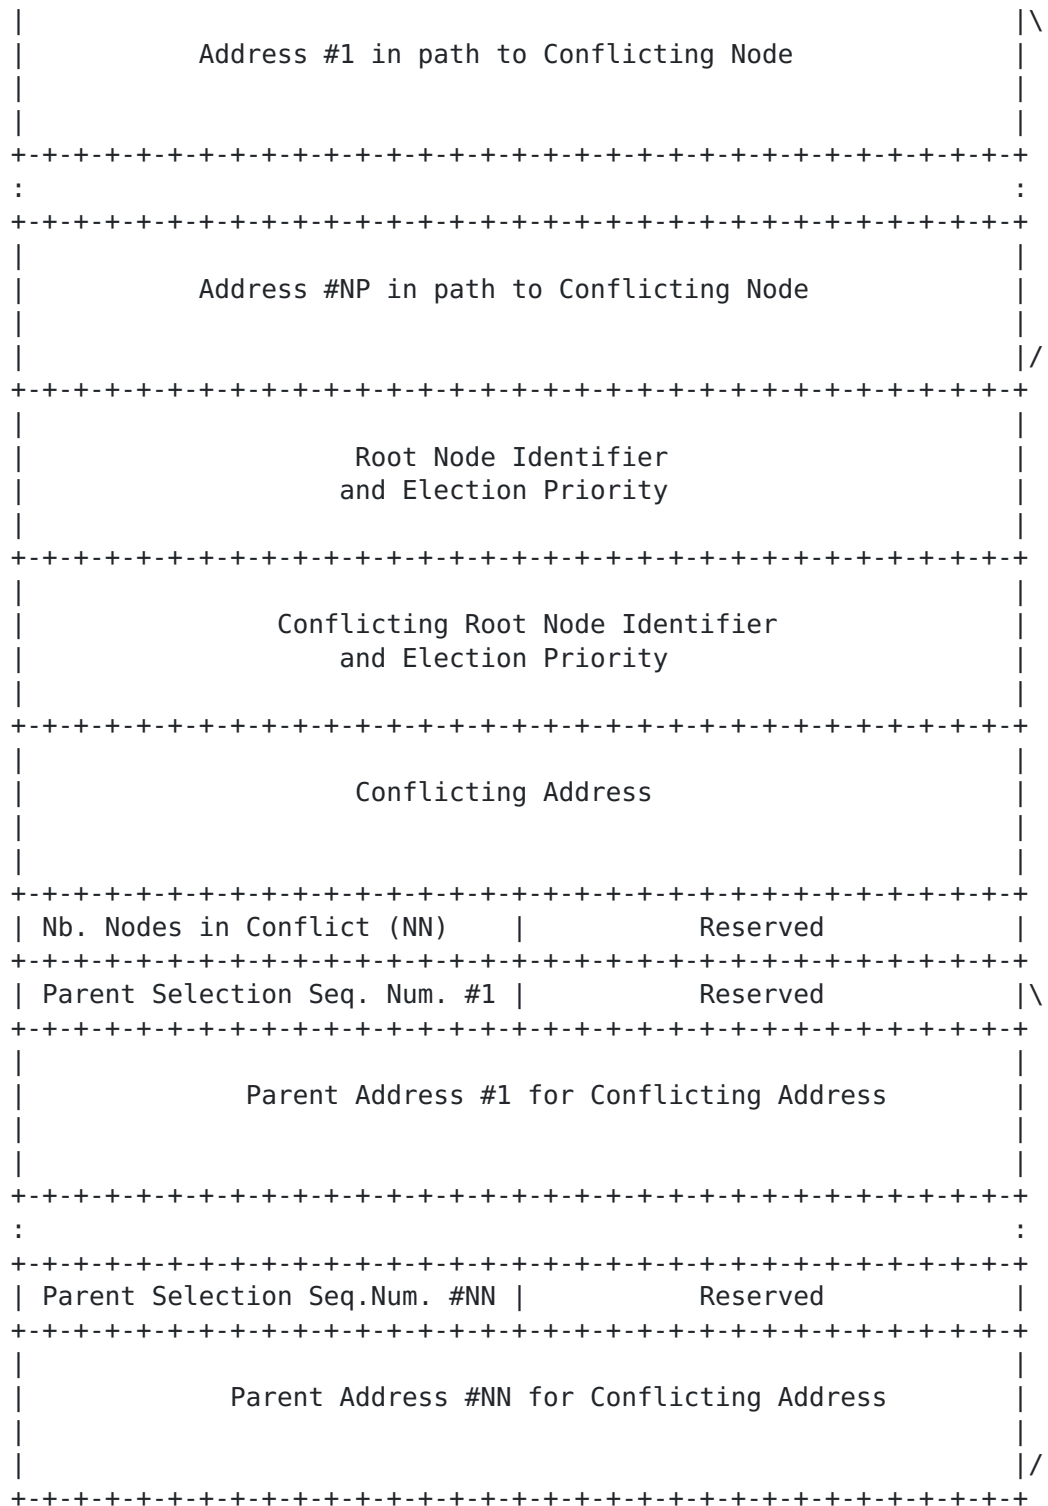 |                                                                |\
|           Address #1 in path to Conflicting Node              |
|                                                                |
|                                                                |
+-+-+-+-+-+-+-+-+-+-+-+-+-+-+-+-+-+-+-+-+-+-+-+-+-+-+-+-+-+-+-+-+
:                                                                :
+-+-+-+-+-+-+-+-+-+-+-+-+-+-+-+-+-+-+-+-+-+-+-+-+-+-+-+-+-+-+-+-+
|                                                                |
|           Address #NP in path to Conflicting Node             |
|                                                                |
|                                                                |/
+-+-+-+-+-+-+-+-+-+-+-+-+-+-+-+-+-+-+-+-+-+-+-+-+-+-+-+-+-+-+-+-+
|                                                                |
|                     Root Node Identifier                      |
|                    and Election Priority                      |
|                                                                |
+-+-+-+-+-+-+-+-+-+-+-+-+-+-+-+-+-+-+-+-+-+-+-+-+-+-+-+-+-+-+-+-+
|                                                                |
|                Conflicting Root Node Identifier               |
|                    and Election Priority                      |
|                                                                |
+-+-+-+-+-+-+-+-+-+-+-+-+-+-+-+-+-+-+-+-+-+-+-+-+-+-+-+-+-+-+-+-+
|                                                                |
|                     Conflicting Address                       |
|                                                                |
|                                                                |
+-+-+-+-+-+-+-+-+-+-+-+-+-+-+-+-+-+-+-+-+-+-+-+-+-+-+-+-+-+-+-+-+
| Nb. Nodes in Conflict (NN)    |           Reserved            |
+-+-+-+-+-+-+-+-+-+-+-+-+-+-+-+-+-+-+-+-+-+-+-+-+-+-+-+-+-+-+-+-+
| Parent Selection Seq. Num. #1 |           Reserved            |\
+-+-+-+-+-+-+-+-+-+-+-+-+-+-+-+-+-+-+-+-+-+-+-+-+-+-+-+-+-+-+-+-+
|                                                                |
|              Parent Address #1 for Conflicting Address        |
|                                                                |
|                                                                |
+-+-+-+-+-+-+-+-+-+-+-+-+-+-+-+-+-+-+-+-+-+-+-+-+-+-+-+-+-+-+-+-+
:                                                                :
+-+-+-+-+-+-+-+-+-+-+-+-+-+-+-+-+-+-+-+-+-+-+-+-+-+-+-+-+-+-+-+-+
| Parent Selection Seq.Num. #NN |           Reserved            |
+-+-+-+-+-+-+-+-+-+-+-+-+-+-+-+-+-+-+-+-+-+-+-+-+-+-+-+-+-+-+-+-+
|                                                                |
|             Parent Address #NN for Conflicting Address        |
|                                                                |
|                                                                |/
+-+-+-+-+-+-+-+-+-+-+-+-+-+-+-+-+-+-+-+-+-+-+-+-+-+-+-+-+-+-+-+-+